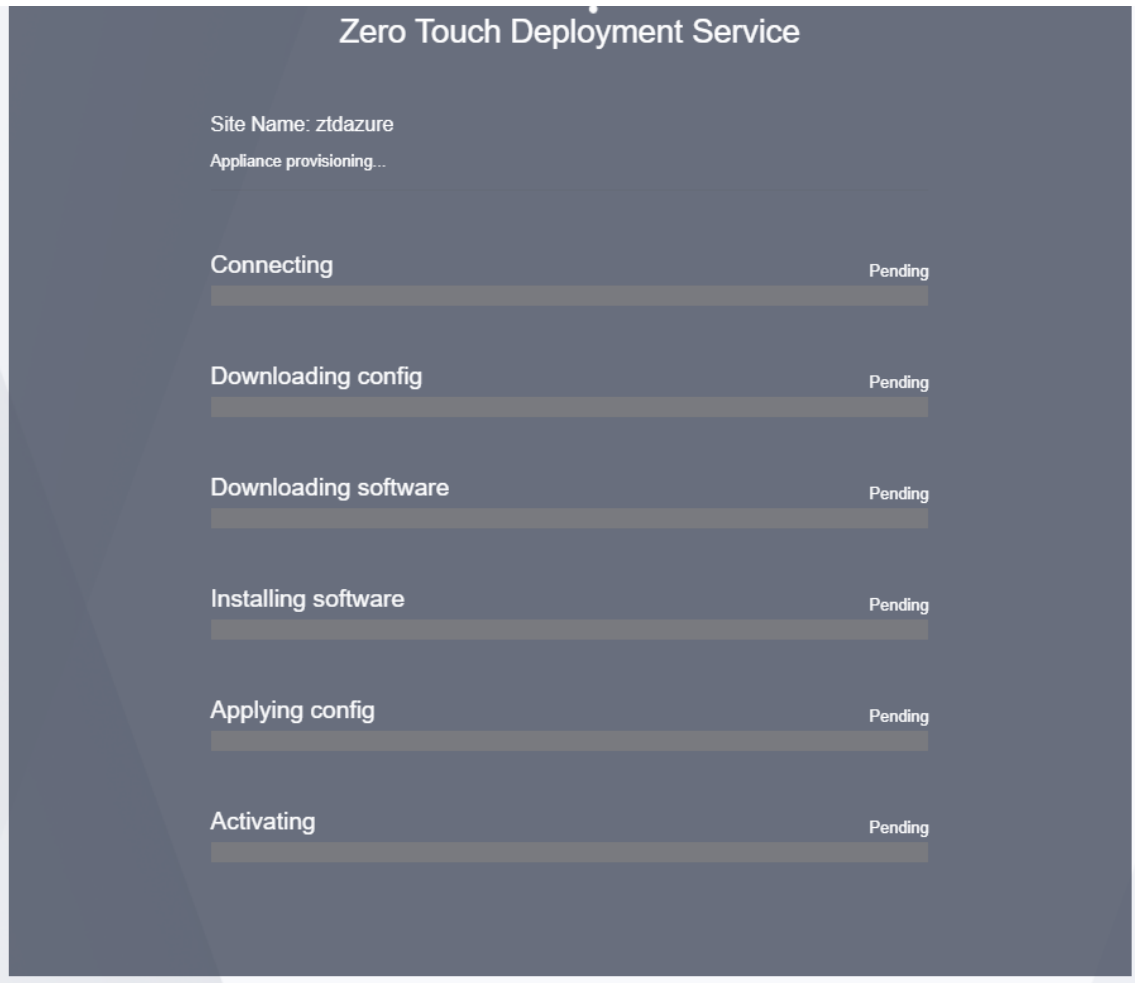 Zero Touch Deployment Service
Site Name: ztdazure
Appliance provisioning...
Connecting
Pending
Downloading config
Pending
Downloading software
Pending
Installing software
Pending
Applying config
Pending
Activating
Pending